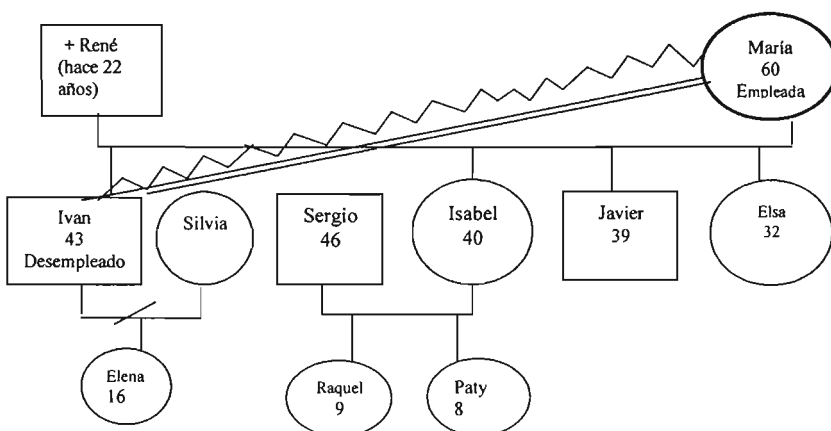 + René
(hace 22
años)
María
60
Empleada
Ivan
43
Desempleado
Silvia
Sergio
46
Isabel
40
Javier
39
Elsa
32
Elena
16
Raquel
9
Paty
8